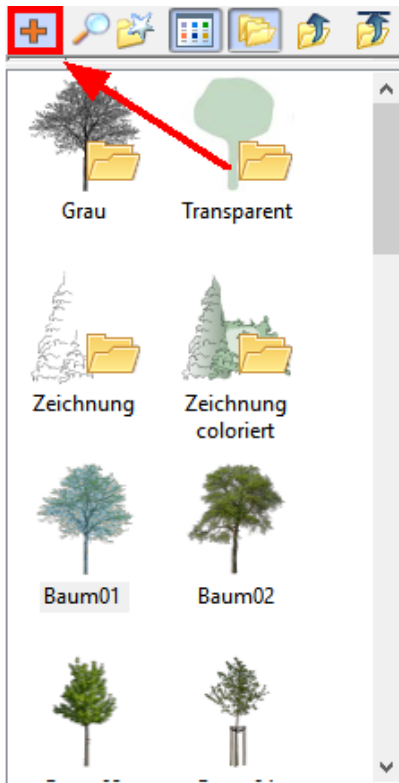 Grau
Transparent
Zeichnung
Zeichnung
coloriert
Baum01
Baum02